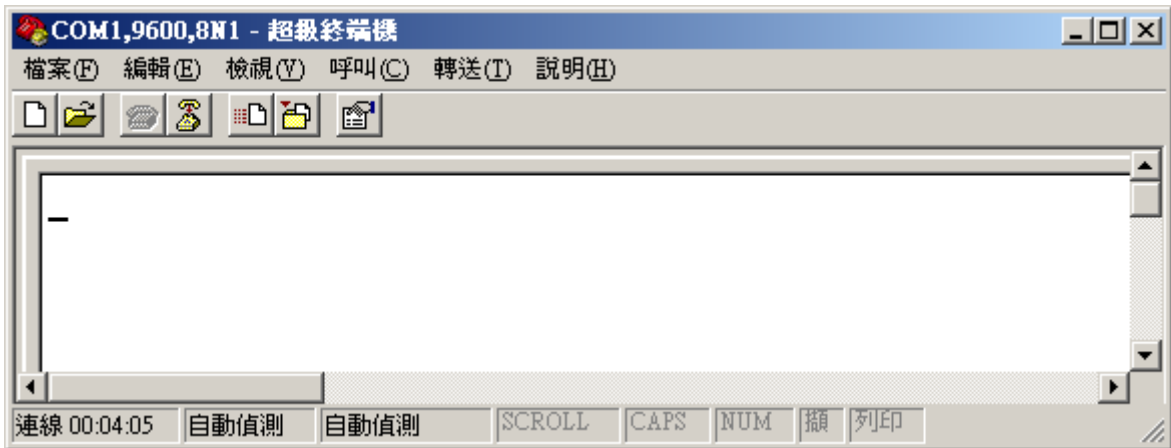 COM1,9600,8N1 - 超級終端機
檔案(F) 編輯(E) 檢視(V) 呼叫(C) 轉送(T) 說明(H)
連線 00:04:05 自動偵測 自動偵測 SCROLL CAPS NUM 擷 列印